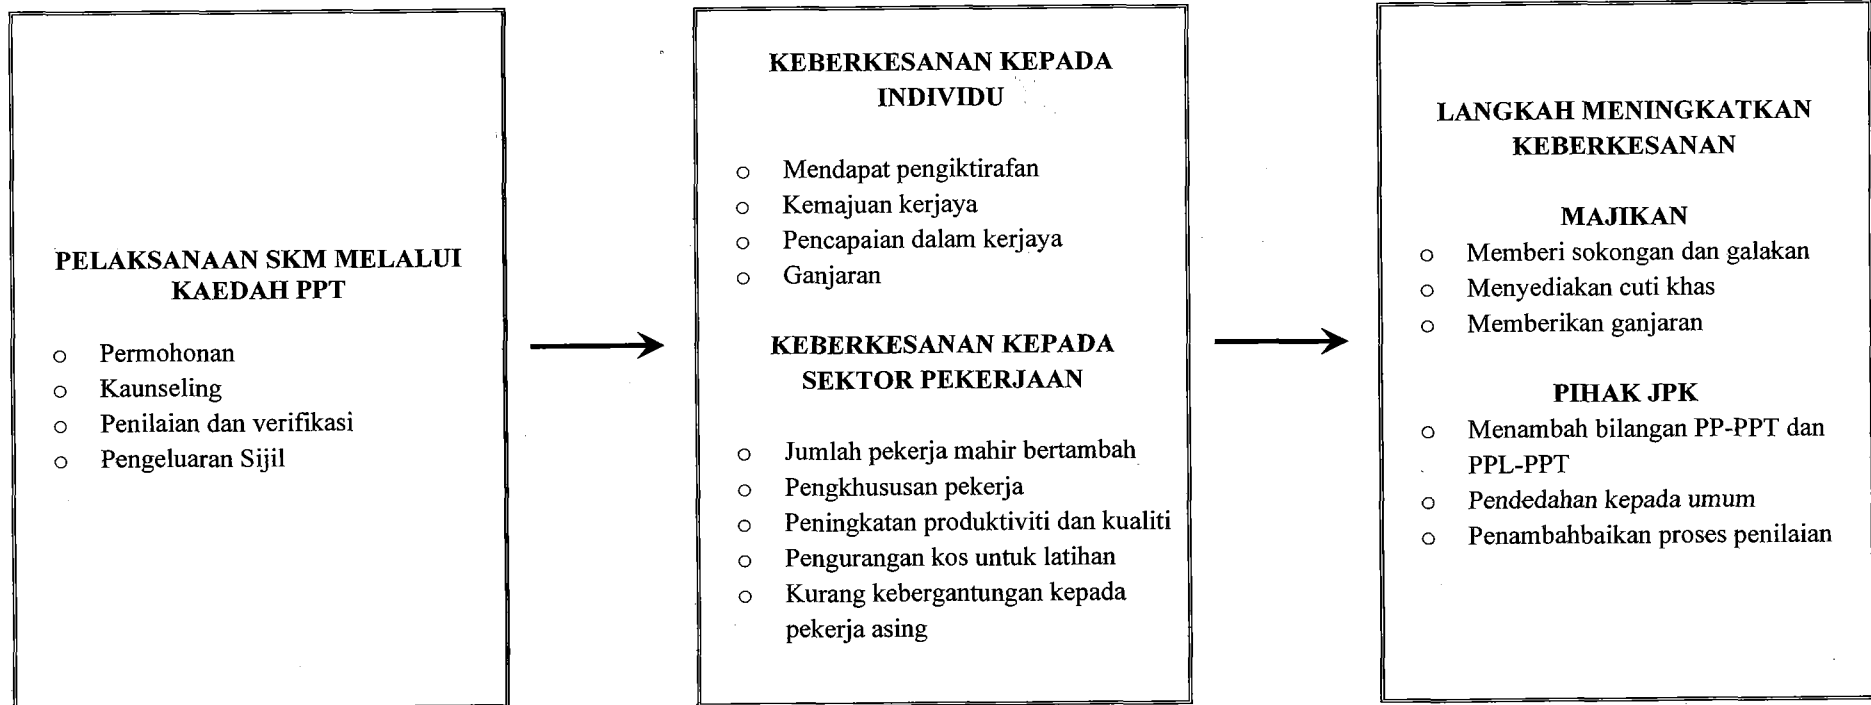 PELAKSANAAN SKM MELALUI
KAEDAH PPT
o Permohonan
o Kaunseling
o Penilaian dan verifikasi
o Pengeluaran Sijil
KEBERKESANAN KEPADA
INDIVIDU
o Mendapat pengiktirafan
o Kemajuan kerjaya
o Pencapaian dalam kerjaya
o Ganjaran
KEBERKESANAN KEPADA
SEKTOR PEKERJAAN
o Jumlah pekerja mahir bertambah
o Pengkhususan pekerja
o Peningkatan produktiviti dan kualiti
o Pengurangan kos untuk latihan
o Kurang kebergantungan kepada
pekerja asing
LANGKAH MENINGKATKAN
KEBERKESANAN
MAJIKAN
o Memberi sokongan dan galakan
o Menyediakan cuti khas
o Memberikan ganjaran
PIHAK JPK
o Menambah bilangan PP-PPT dan
PPL-PPT
o Pendedahan kepada umum
o Penambahbaikan proses penilaian